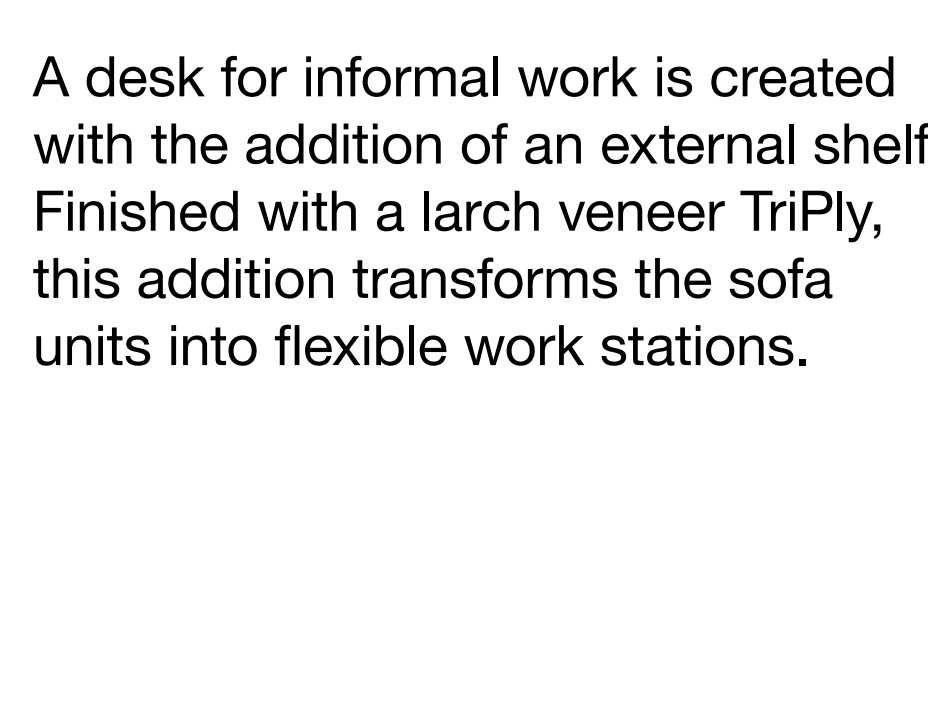 A desk for informal work is created
with the addition of an external shelf
Finished with a larch veneer TriPly,
this addition transforms the sofa
units into flexible work stations.